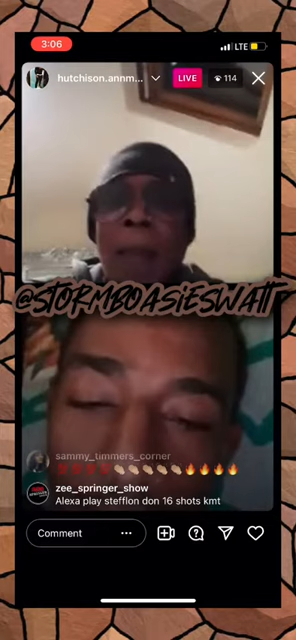 3:06
LTE
hutchison.annm...
LIVE
114
@STORMBOASIESWATT
sammy_timmers_corner
💯💯💯💯👏🏼👏🏼👏🏼👏🏼👏🏼🔥🔥🔥🔥
zee_springer_show
Alexa play stefflon don 16 shots kmt
Comment